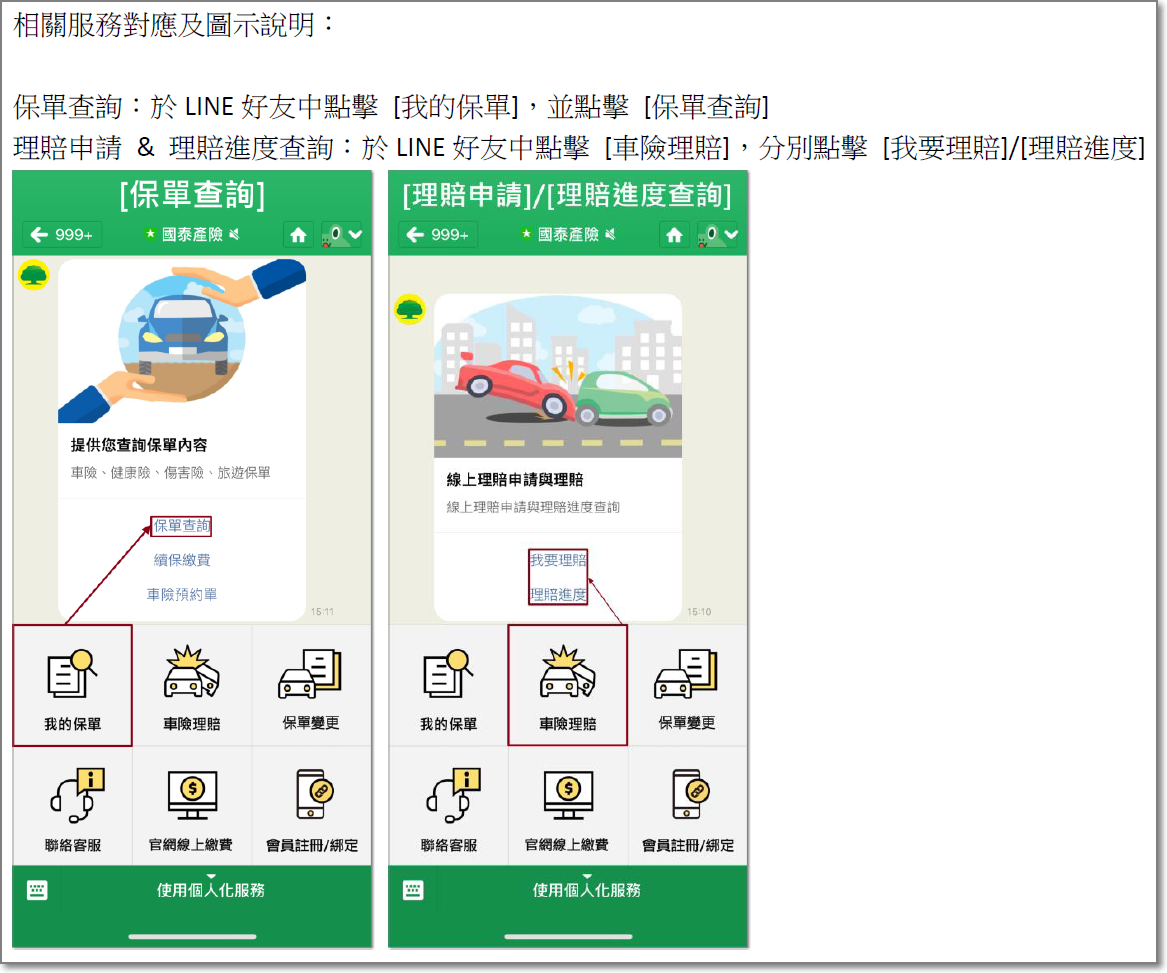 相關服務對應及圖示說明：
保單查詢：於 LINE 好友中點擊 [我的保單]，並點擊 [保單查詢]
理賠申請 & 理賠進度查詢：於 LINE 好友中點擊 [車險理賠]，分別點擊 [我要理賠]/[理賠進度]
[保單查詢]
999+
國泰產險
提供您查詢保單內容
車險、健康險、傷害險、旅遊保單
保單查詢
續保繳費
車險預約單
15:11
我的保單
車險理賠
保單變更
聯絡客服
官網線上繳費
會員註冊/綁定
使用個人化服務
[理賠申請]/[理賠進度查詢]
999+
國泰產險
線上理賠申請與理賠
線上理賠申請與理賠進度查詢
我要理賠
理賠進度
15:10
我的保單
車險理賠
保單變更
聯絡客服
官網線上繳費
會員註冊/綁定
使用個人化服務